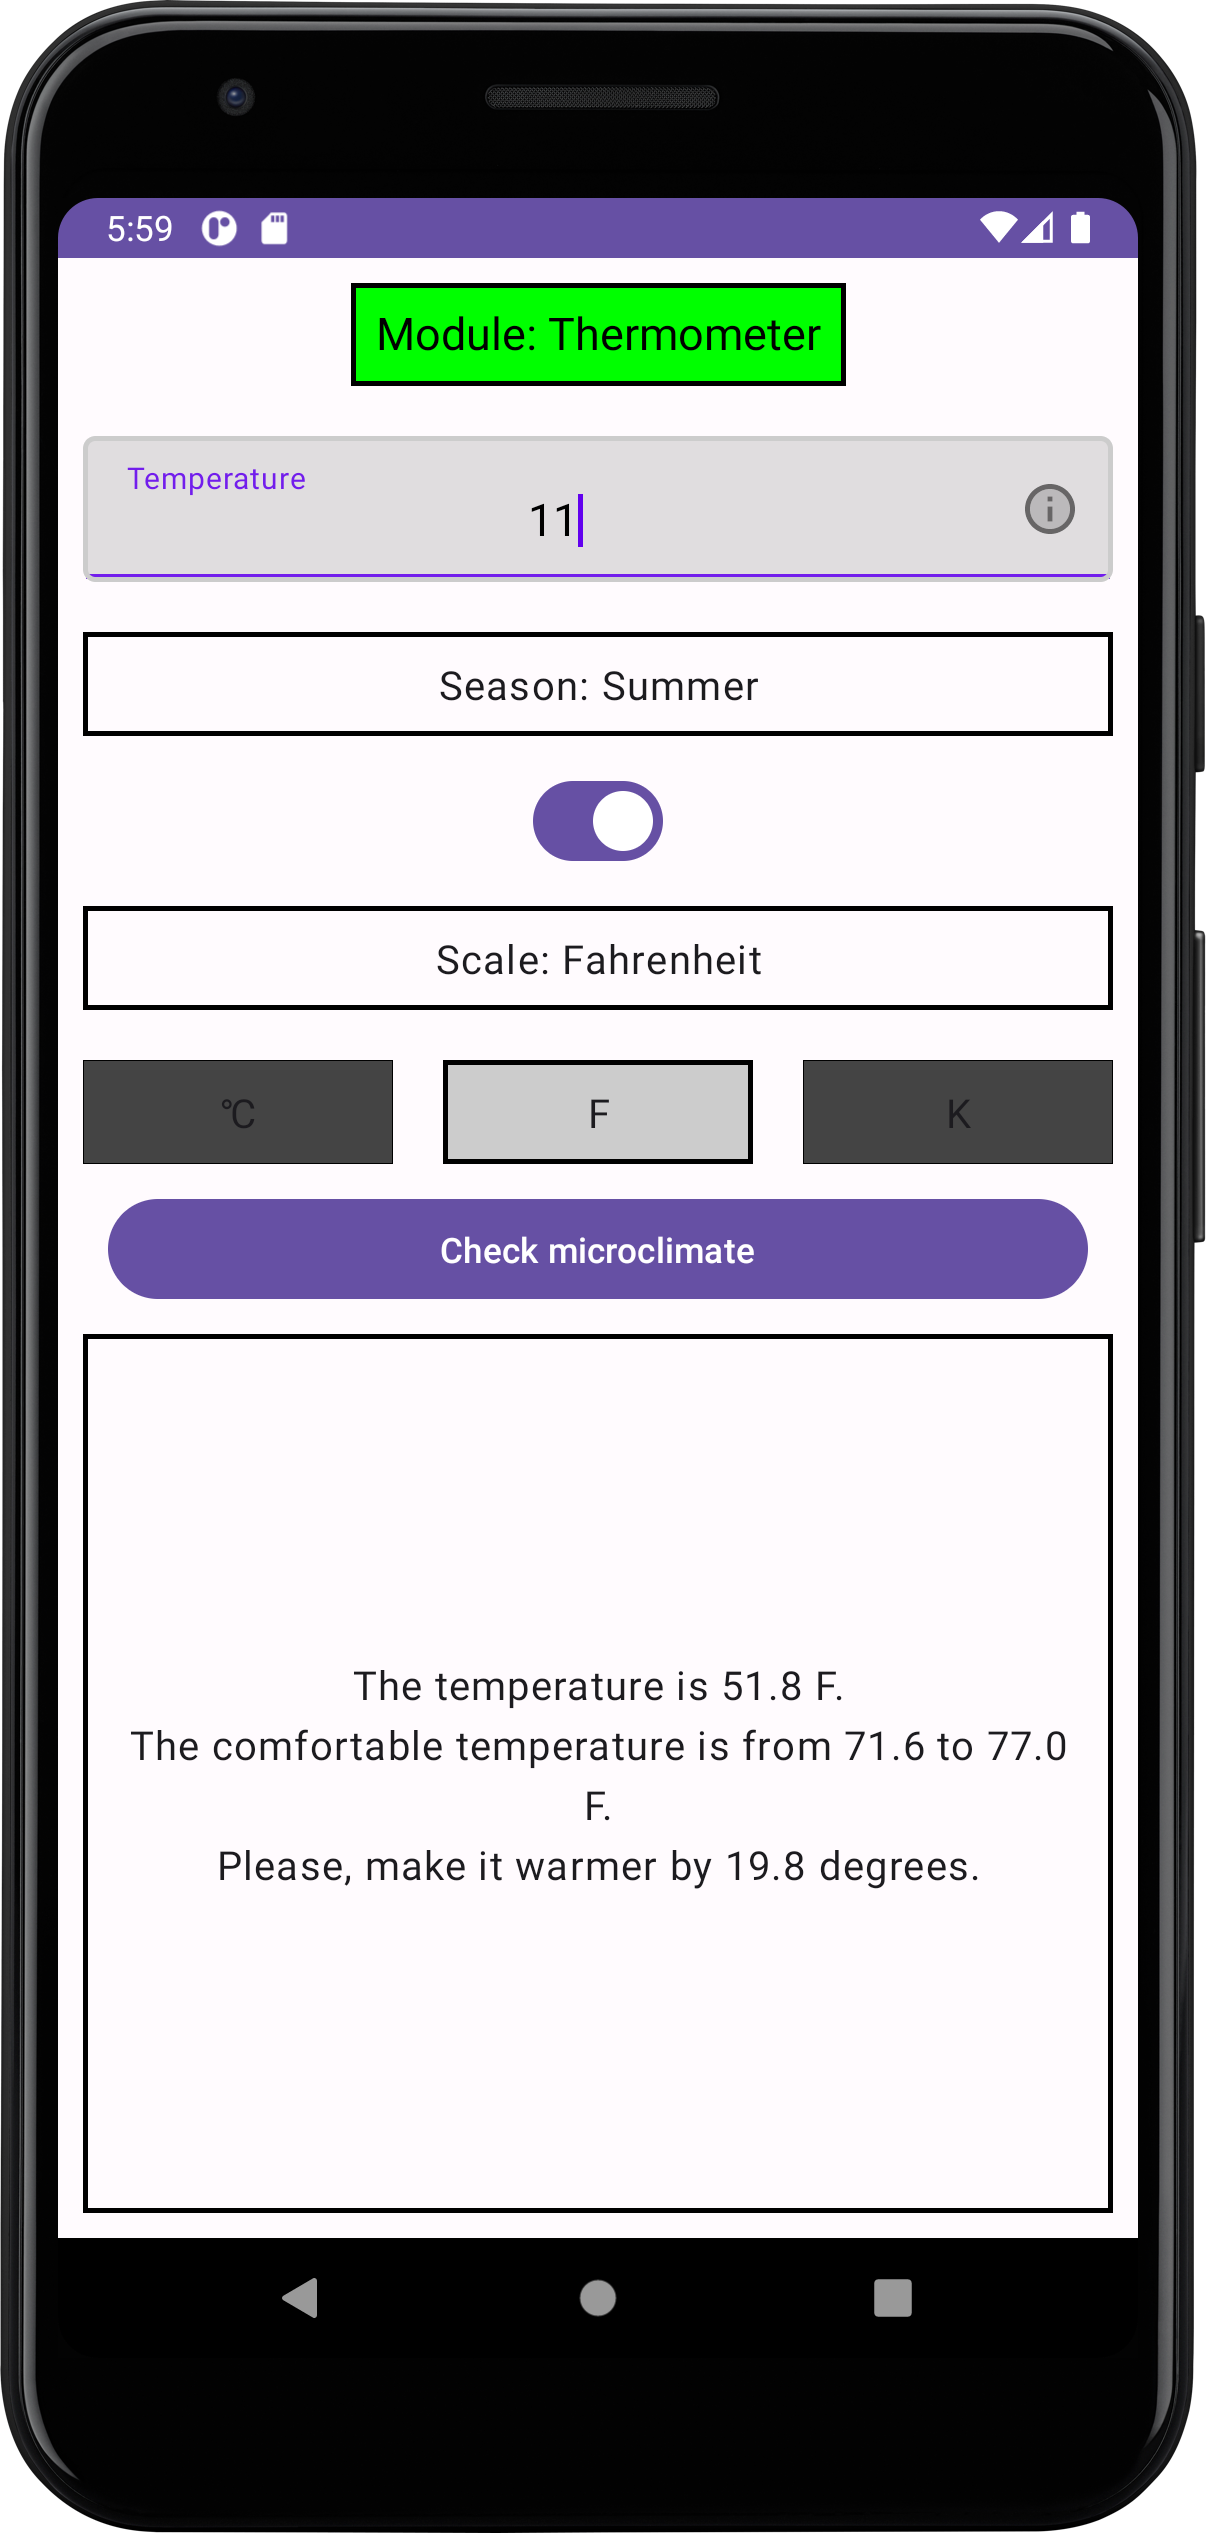 5:59
Module: Thermometer
Temperature
11
Season: Summer
Scale: Fahrenheit
℃ F K
Check microclimate
The temperature is 51.8 F.
The comfortable temperature is from 71.6 to 77.0
F.
Please, make it warmer by 19.8 degrees.